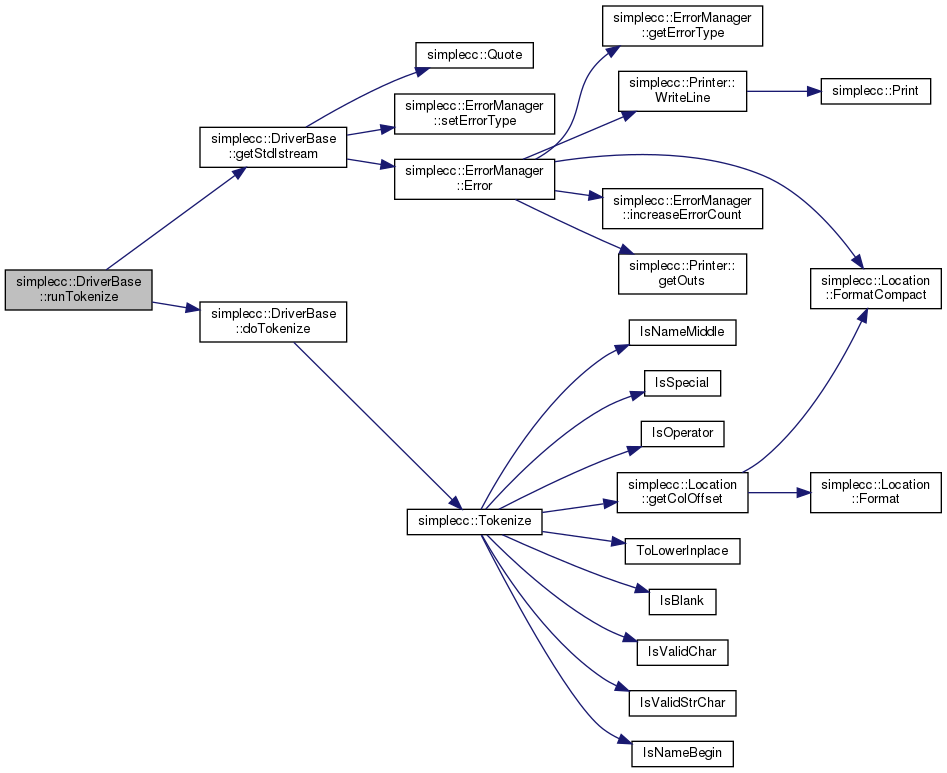 simplecc::DriverBase
::runTokenize
simplecc::DriverBase
::getStdIstream
simplecc::DriverBase
::doTokenize
simplecc::Quote
simplecc::ErrorManager
::setErrorType
simplecc::ErrorManager
::Error
simplecc::Tokenize
simplecc::ErrorManager
::getErrorType
simplecc::Printer::
WriteLine
simplecc::ErrorManager
::increaseErrorCount
simplecc::Printer::
getOuts
IsNameMiddle
IsSpecial
IsOperator
simplecc::Location
::getColOffset
ToLowerInplace
IsBlank
IsValidChar
IsValidStrChar
IsNameBegin
simplecc::Print
simplecc::Location
::FormatCompact
simplecc::Location
::Format